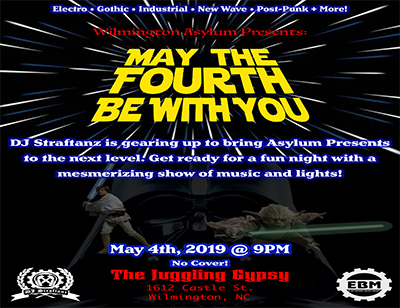 Electro • Gothic • Industrial • New Wave • Post-Punk + More!
Wilmington Asylum Presents:
MAY THE
FOURTH
BE WITH YOU
DJ Straftanz is gearing up to bring Asylum Presents
to the next level. Get ready for a fun night with a
mesmerizing show of music and lights!
May 4th, 2019 @ 9PM
No Cover!
The Juggling Gypsy
1612 Castle St.
Wilmington, NC
DJ Straftanz
EBM